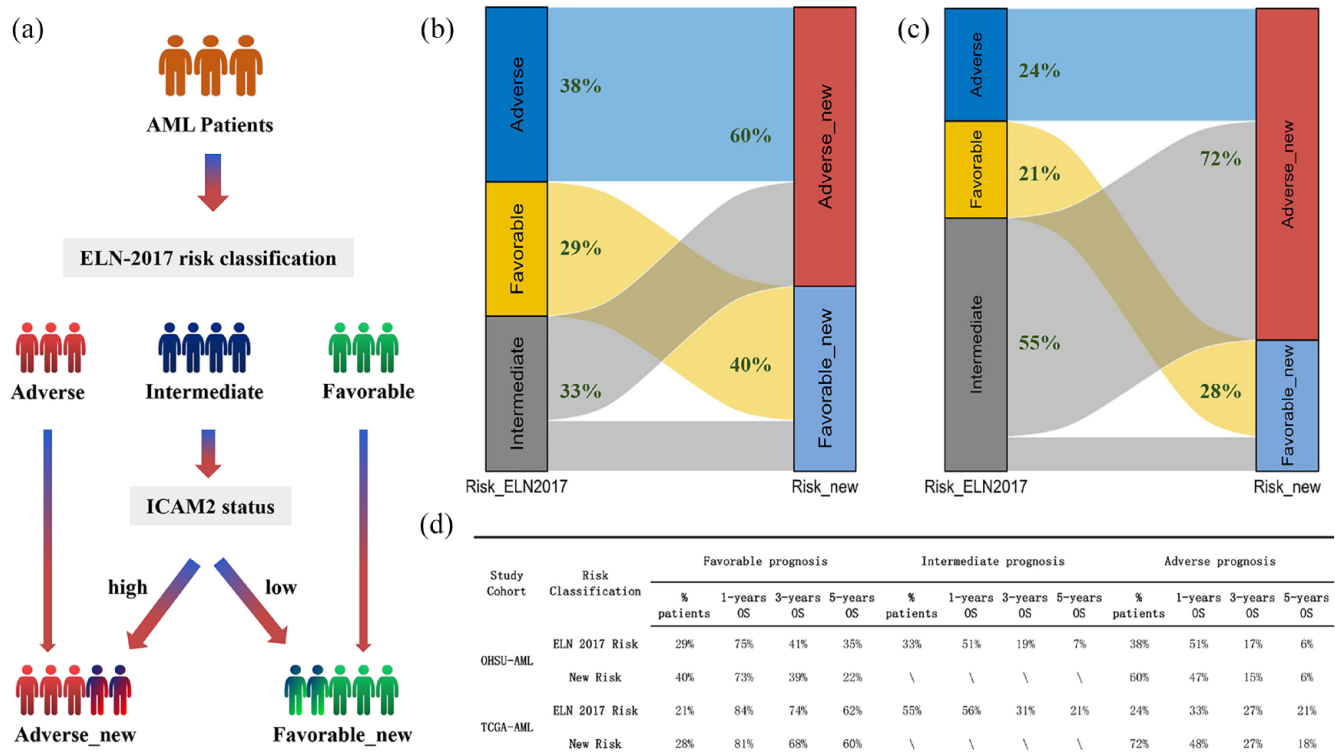 (a)
AML Patients
ELN-2017 risk classification
Adverse
Intermediate
Favorable
ICAM2 status
high
low
Adverse_new
Favorable_new
(b)
Adverse
Favorable
Intermediate
38%
29%
33%
60%
40%
Adverse_new
Favorable_new
Risk_ELN2017
Risk_new
(c)
Adverse
Favorable
Intermediate
24%
21%
55%
72%
28%
Adverse_new
Favorable_new
Risk_ELN2017
Risk_new
(d)
Study Cohort Risk Classification Favorable prognosis Intermediate prognosis Adverse prognosis
% patients 1-years OS 3-years OS 5-years OS % patients 1-years OS 3-years OS 5-years OS % patients 1-years OS 3-years OS 5-years OS
OHSU-AML ELN 2017 Risk 29% 75% 41% 35% 33% 51% 19% 7% 38% 51% 17% 6%
New Risk 40% 73% 39% 22% \ \ \ \ 60% 47% 15% 6%
TCGA-AML ELN 2017 Risk 21% 84% 74% 62% 55% 56% 31% 21% 24% 33% 27% 21%
New Risk 28% 81% 68% 60% \ \ \ \ 72% 48% 27% 18%